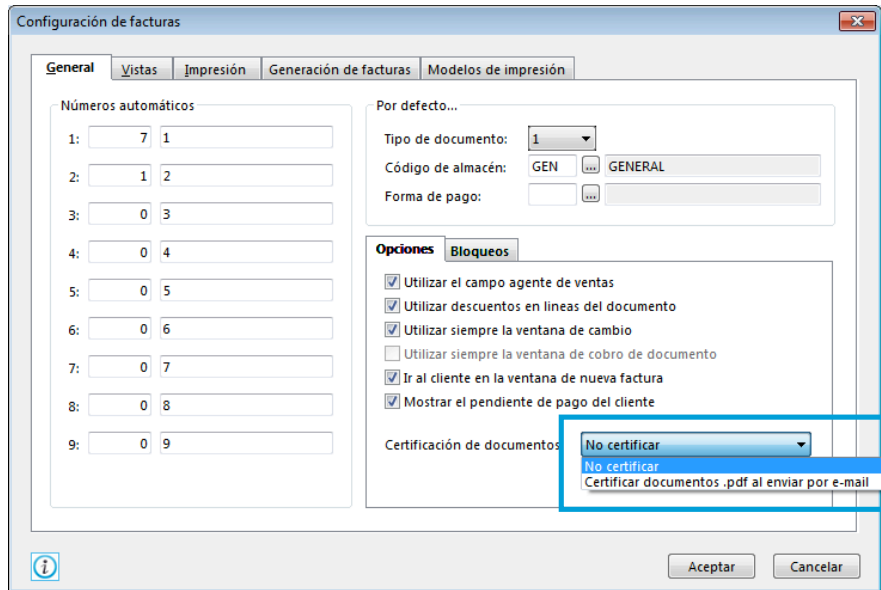 Configuración de facturas
General Vistas Impresión Generación de facturas Modelos de impresión
Números automáticos
1: 7 1
2: 1 2
3: 0 3
4: 0 4
5: 0 5
6: 0 6
7: 0 7
8: 0 8
9: 0 9
Por defecto...
Tipo de documento: 1
Código de almacén: GEN ... GENERAL
Forma de pago: ...
Opciones Bloqueos
Utilizar el campo agente de ventas
Utilizar descuentos en lineas del documento
Utilizar siempre la ventana de cambio
Utilizar siempre la ventana de cobro de documento
Ir al cliente en la ventana de nueva factura
Mostrar el pendiente de pago del cliente
Certificación de documentos No certificar
No certificar
Certificar documentos .pdf al enviar por e-mail
Aceptar Cancelar